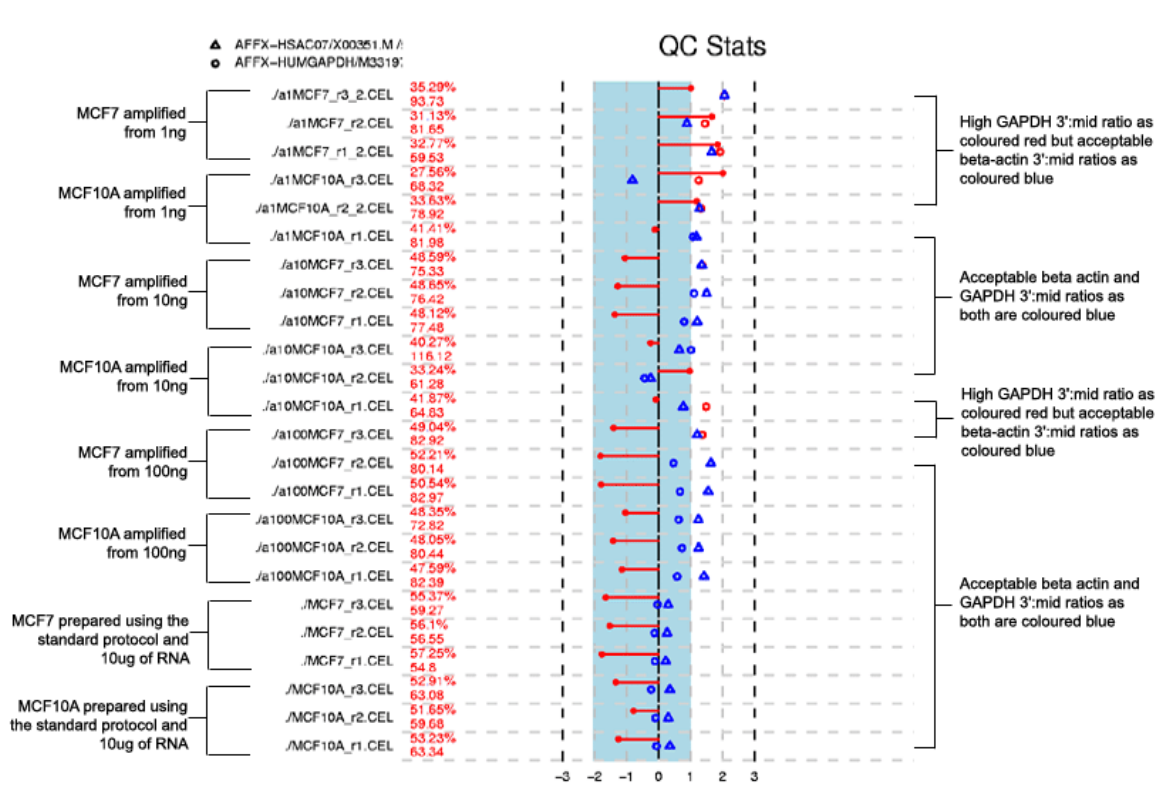 AFFX-HSAC07/X00351.M /:
QC Stats
AFFX-HUMGAPDH/M33197
MCF7 amplified
from 1ng
./a1MCF7_r3_2.CEL
35.29%
93.73
./a1MCF7_r2.CEL
31.13%
81.65
./a1MCF7_r1_2.CEL
32.77%
59.53
High GAPDH 3':mid ratio as
coloured red but acceptable
beta-actin 3':mid ratios as
coloured blue
MCF10A amplified
from 1ng
./a1MCF10A_r3.CEL
27.56%
68.32
./a1MCF10A_r2_2.CEL
33.63%
78.92
./a1MCF10A_r1.CEL
41.41%
81.98
MCF7 amplified
from 10ng
./a10MCF7_r3.CEL
48.59%
75.33
./a10MCF7_r2.CEL
48.65%
76.42
./a10MCF7_r1.CEL
48.12%
77.48
Acceptable beta actin and
GAPDH 3':mid ratios as
both are coloured blue
MCF10A amplified
from 10ng
./a10MCF10A_r3.CEL
40.27%
116.12
./a10MCF10A_r2.CEL
33.24%
61.28
./a10MCF10A_r1.CEL
41.87%
64.83
High GAPDH 3':mid ratio as
coloured red but acceptable
beta-actin 3':mid ratios as
coloured blue
MCF7 amplified
from 100ng
./a100MCF7_r3.CEL
49.04%
82.92
./a100MCF7_r2.CEL
52.21%
80.14
./a100MCF7_r1.CEL
50.54%
82.97
MCF10A amplified
from 100ng
./a100MCF10A_r3.CEL
48.35%
72.82
./a100MCF10A_r2.CEL
48.05%
80.44
./a100MCF10A_r1.CEL
47.59%
82.39
Acceptable beta actin and
GAPDH 3':mid ratios as
both are coloured blue
MCF7 prepared using the
standard protocol and
10ug of RNA
./MCF7_r3.CEL
55.37%
59.27
./MCF7_r2.CEL
56.1%
56.55
./MCF7_r1.CEL
57.25%
54.8
MCF10A prepared using
the standard protocol and
10ug of RNA
./MCF10A_r3.CEL
52.91%
63.08
./MCF10A_r2.CEL
51.65%
59.68
./MCF10A_r1.CEL
53.23%
63.34
-3 -2 -1 0 1 2 3